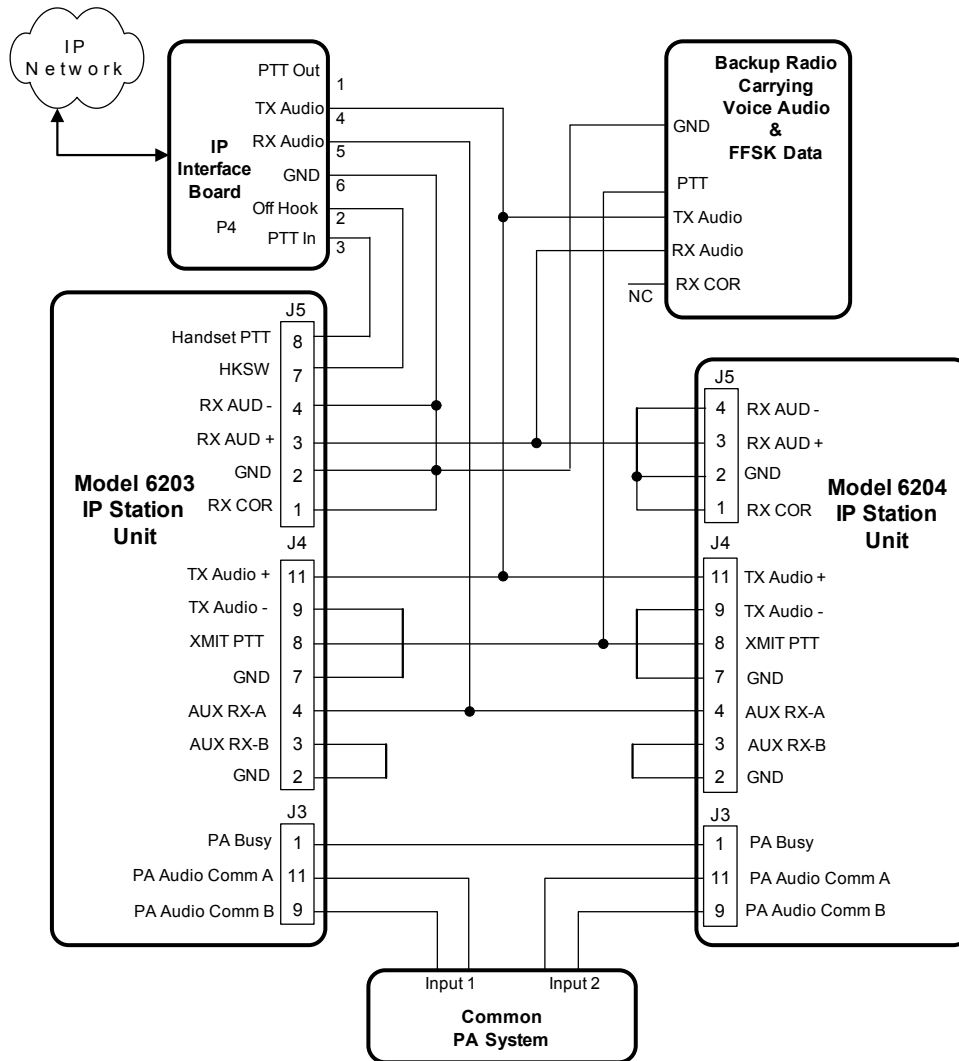 IP
Network
PTT Out
1
TX Audio
4
RX Audio
5
GND
6
Off Hook
2
PTT In
3
IP
Interface
Board
P4
Backup Radio
Carrying
Voice Audio
&
FFSK Data
GND
PTT
TX Audio
RX Audio
RX COR
NC
Model 6203
IP Station
Unit
J5
Handset PTT 8
HKSW 7
RX AUD - 4
RX AUD + 3
GND 2
RX COR 1
J4
TX Audio + 11
TX Audio - 9
XMIT PTT 8
GND 7
AUX RX-A 4
AUX RX-B 3
GND 2
J3
PA Busy 1
PA Audio Comm A 11
PA Audio Comm B 9
Model 6204
IP Station
Unit
J5
4 RX AUD -
3 RX AUD +
2 GND
1 RX COR
J4
11 TX Audio +
9 TX Audio -
8 XMIT PTT
7 GND
4 AUX RX-A
3 AUX RX-B
2 GND
J3
1 PA Busy
11 PA Audio Comm A
9 PA Audio Comm B
Input 1 Input 2
Common
PA System